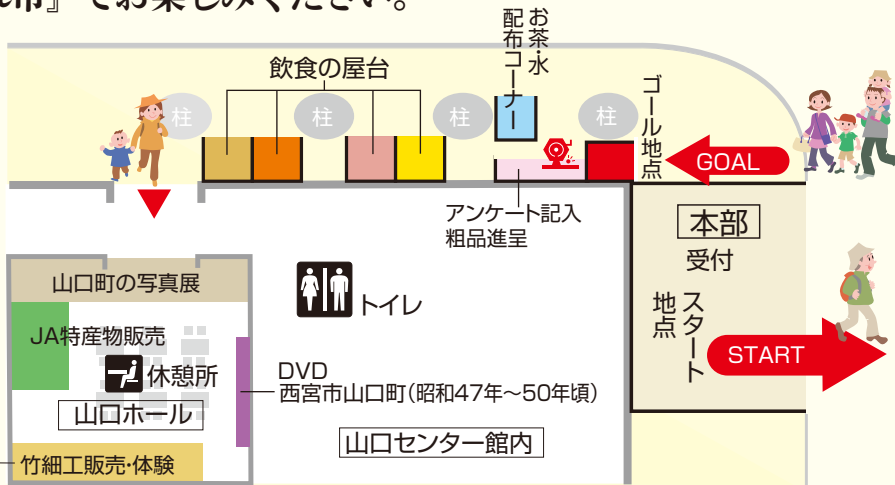 』でお楽しみください。
飲食の屋台
お茶・水
配布コーナー
柱
柱
柱
柱
ゴール地点
GOAL
アンケート記入
粗品進呈
本部
受付
スタート
地点
START
山口町の写真展
トイレ
JA特産物販売
休憩所
山口ホール
DVD
西宮市山口町(昭和47年〜50年頃)
山口センター館内
竹細工販売・体験